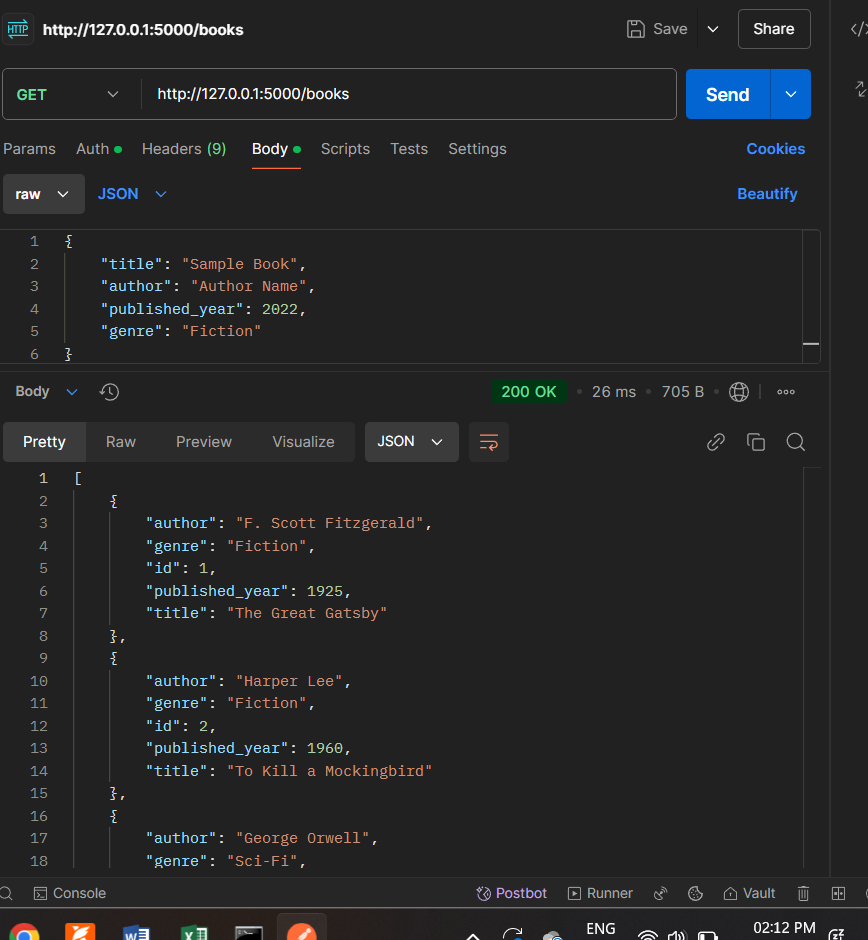 HTTP http://127.0.0.1:5000/books Save Share
GET http://127.0.0.1:5000/books Send
Params Auth Headers (9) Body Scripts Tests Settings Cookies
raw JSON Beautify
1 {
2 "title": "Sample Book",
3 "author": "Author Name",
4 "published_year": 2022,
5 "genre": "Fiction"
6 }
Body 200 OK 26 ms 705 B
Pretty Raw Preview Visualize JSON
1 [
2 {
3 "author": "F. Scott Fitzgerald",
4 "genre": "Fiction",
5 "id": 1,
6 "published_year": 1925,
7 "title": "The Great Gatsby"
8 },
9 {
10 "author": "Harper Lee",
11 "genre": "Fiction",
12 "id": 2,
13 "published_year": 1960,
14 "title": "To Kill a Mockingbird"
15 },
16 {
17 "author": "George Orwell",
18 "genre": "Sci-Fi",
Console Postbot Runner Vault
ENG 02:12 PM